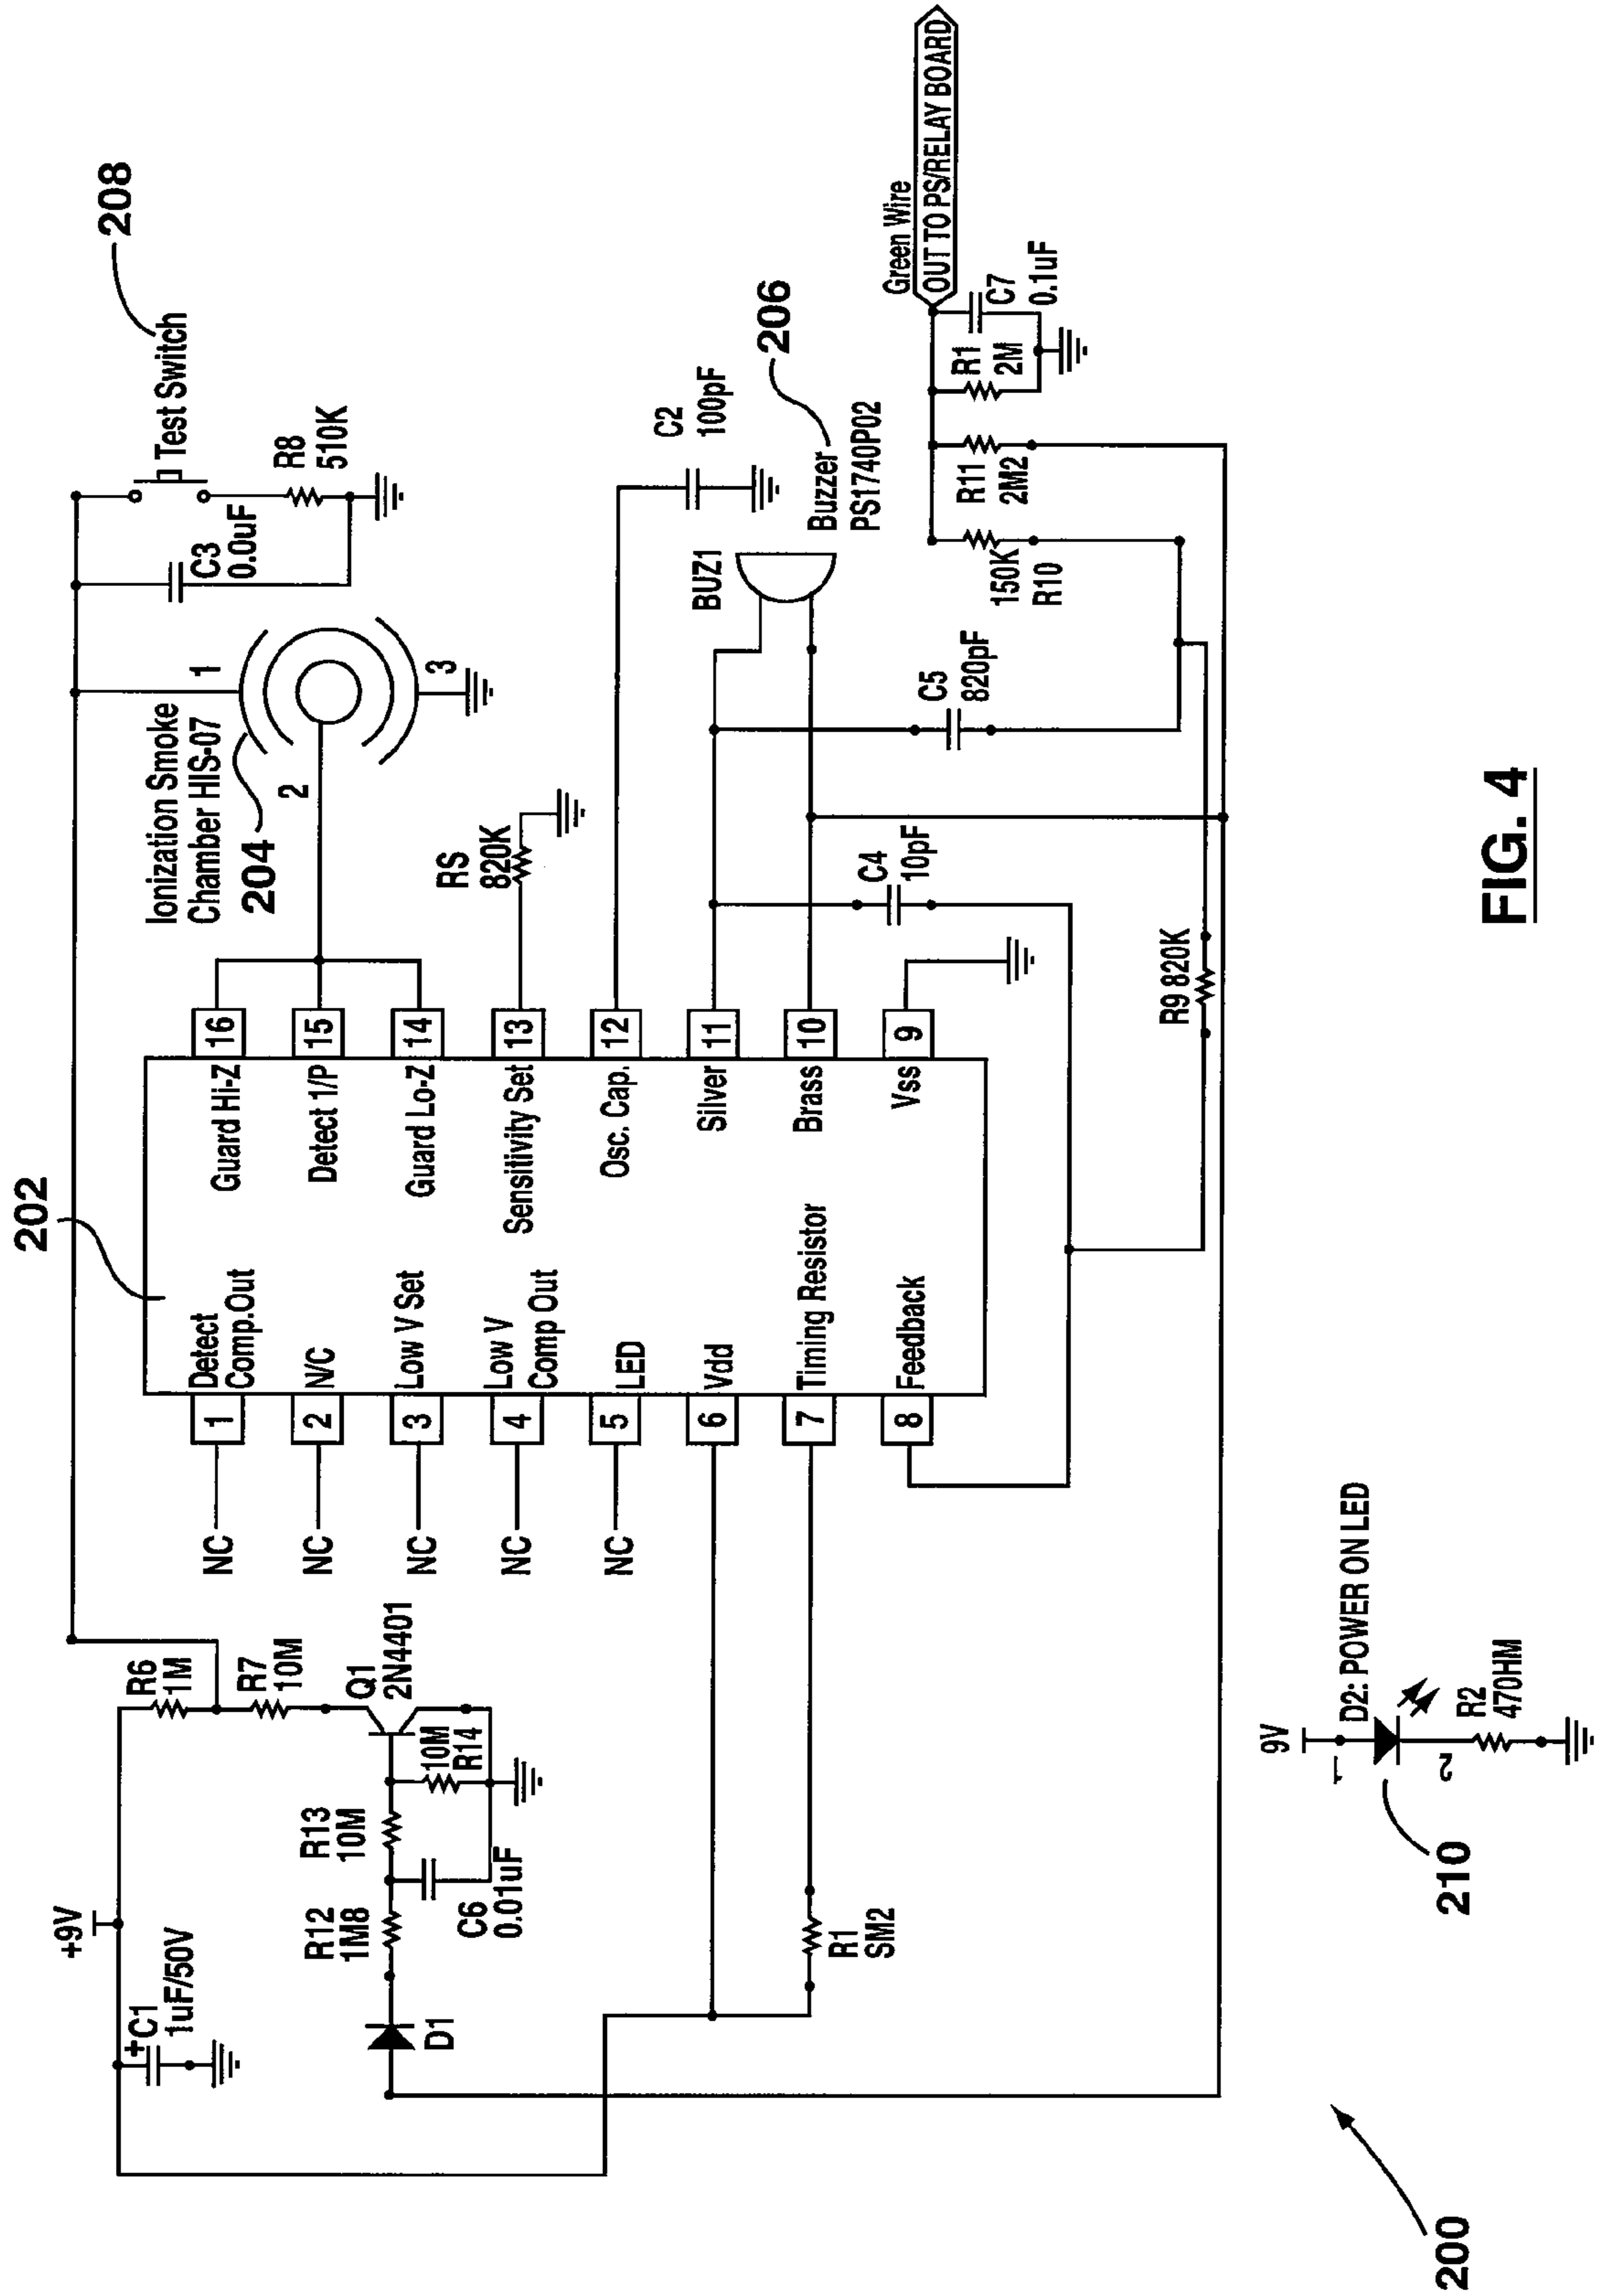 208
Test Switch
R8
510K
C3
0.0uF
Ionization Smoke
Chamber HIS-07
204
1
2
3
202
+9V
+C1
1uF/50V
R6
1M
R7
10M
Q1
2N4401
10M
R14
R13
10M
R12
1M8
C6
0.01uF
D1
NC
NC
NC
NC
NC
1
2
3
4
5
6
7
8
Detect
Comp.Out
N/C
Low V Set
Low V
Comp Out
LED
Vdd
Timing Resistor
Feedback
Guard Hi-Z
Detect 1/P
Guard Lo-Z
Sensitivity Set
Osc. Cap.
Silver
Brass
Vss
16
15
14
13
12
11
10
9
RS
820K
C2
100pF
BUZ1
Buzzer
PS1740P02
206
C4
10pF
C5
820pF
150K
R10
R11
2M2
R1
2M
C7
0.1uF
Green Wire
OUT TO PS/RELAY BOARD
R9 820K
R1
SM2
9V
D2: POWER ON LED
1
2
R2
470HM
210
200
FIG. 4